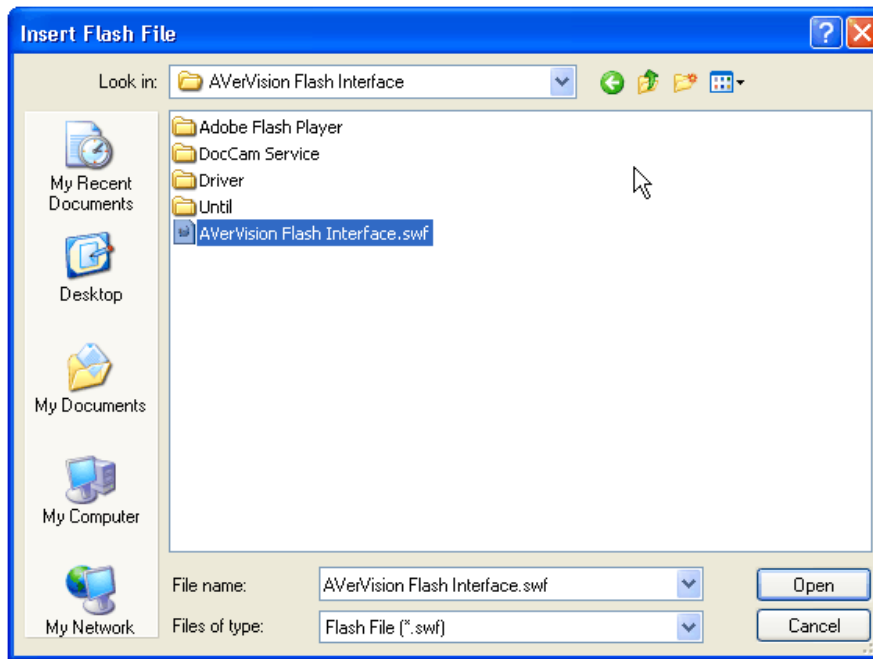 Insert Flash File
Look in: AVerVision Flash Interface
My Recent
Documents
Desktop
My Documents
My Computer
My Network
Adobe Flash Player
DocCam Service
Driver
Until
AVerVision Flash Interface.swf
File name: AVerVision Flash Interface.swf Open
Files of type: Flash File (*.swf) Cancel